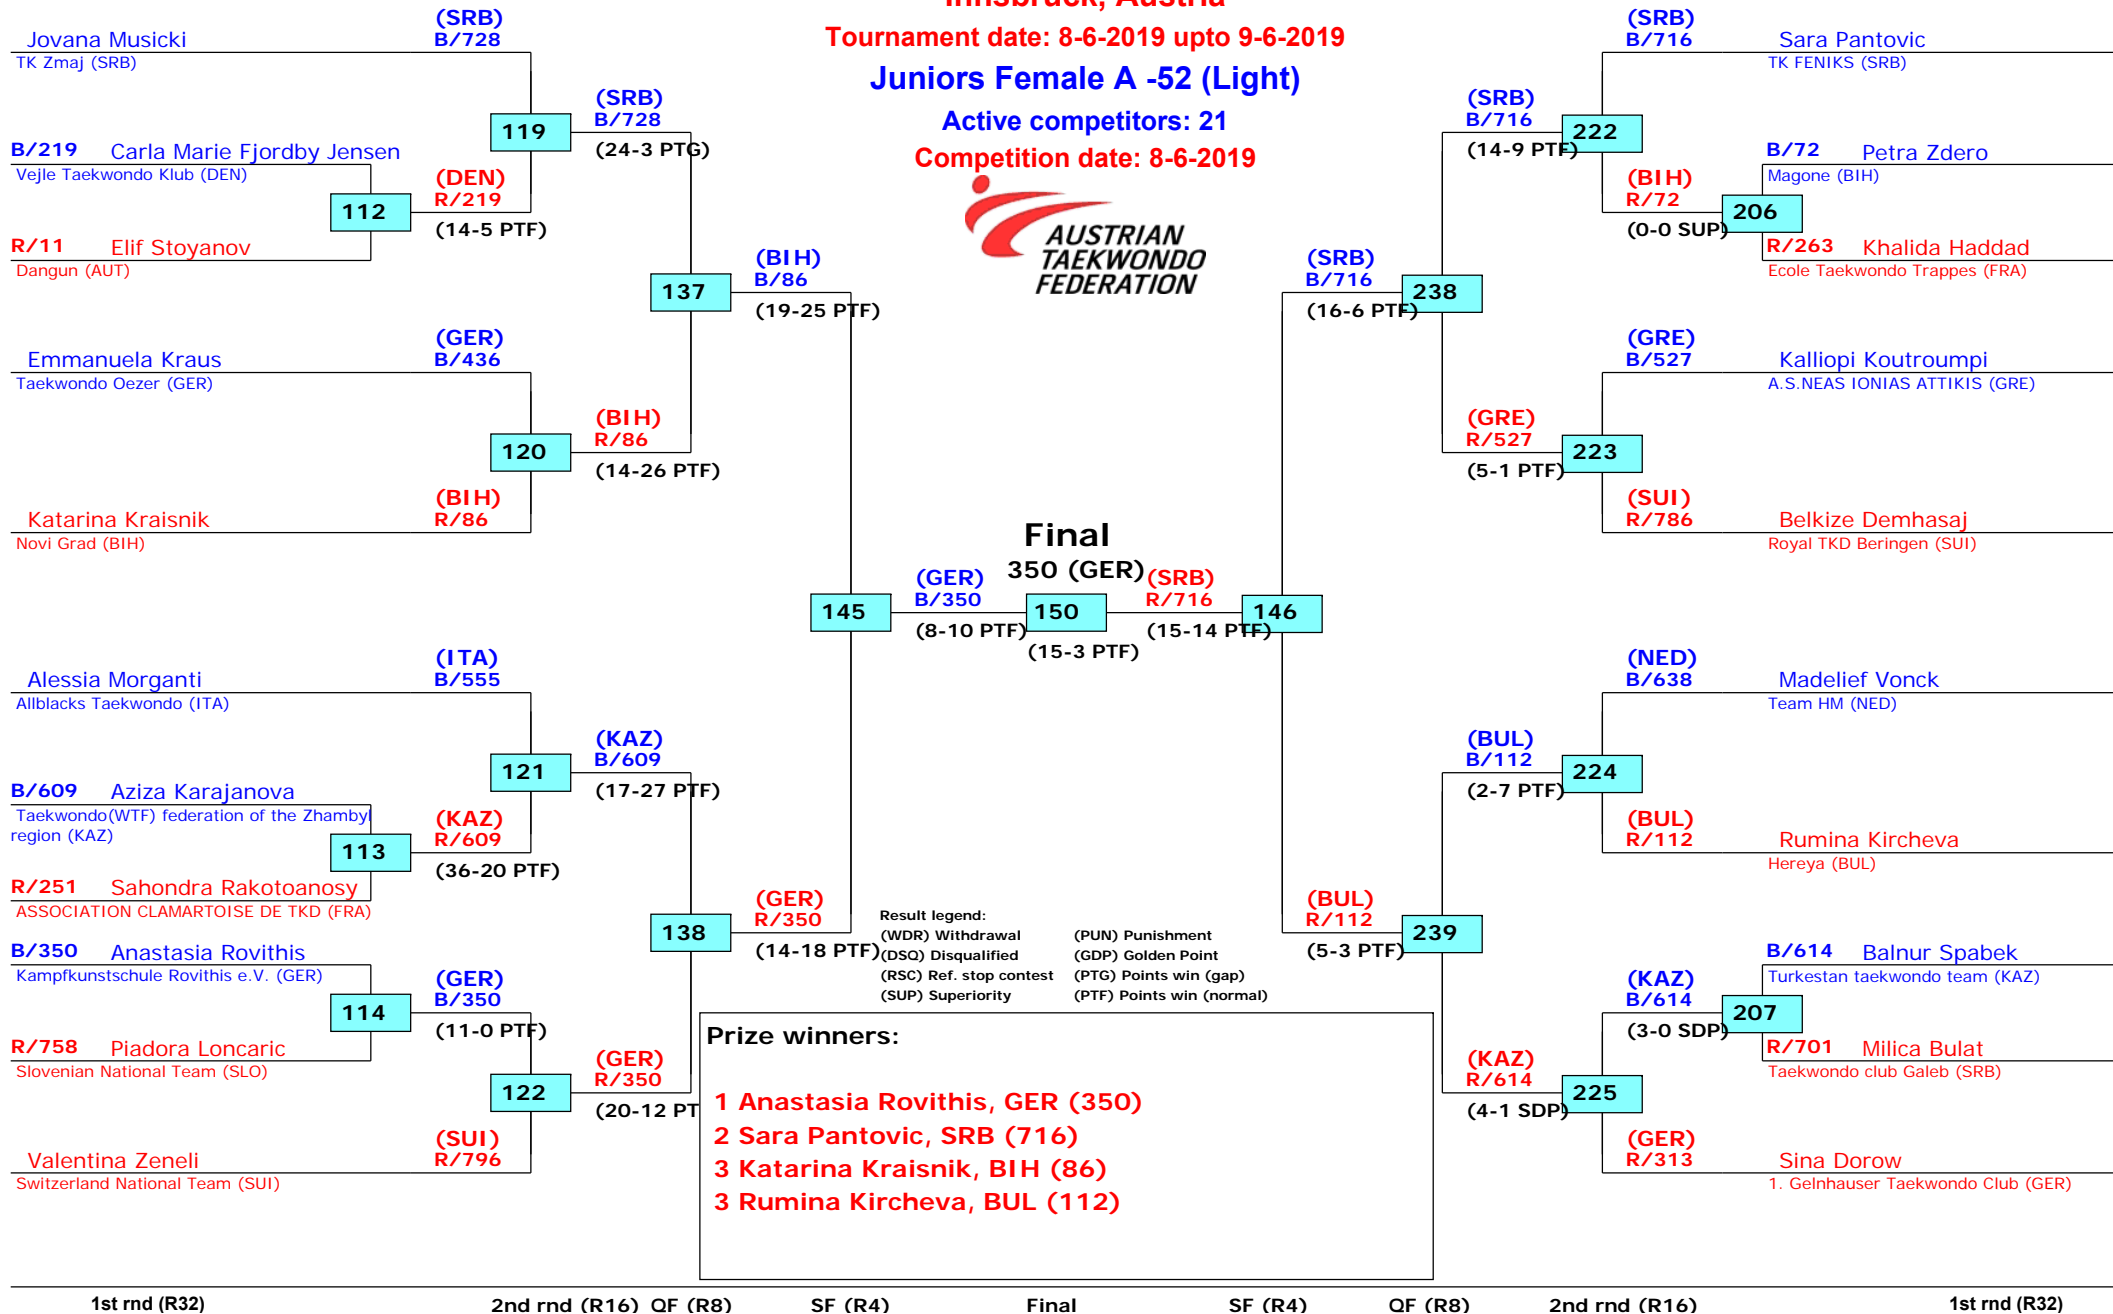 Innsbruck, Austria
Tournament date: 8-6-2019 upto 9-6-2019
Juniors Female A -52 (Light)
Active competitors: 21
Competition date: 8-6-2019
AUSTRIAN
TAEKWONDO
FEDERATION
Jovana Musicki
TK Zmaj (SRB)
(SRB)
B/728
B/219 Carla Marie Fjordby Jensen
Vejle Taekwondo Klub (DEN)
R/11 Elif Stoyanov
Dangun (AUT)
112
(DEN)
R/219
(14-5 PTF)
119
(SRB)
B/728
(24-3 PTG)
Emmanuela Kraus
Taekwondo Oezer (GER)
(GER)
B/436
Katarina Kraisnik
Novi Grad (BIH)
(BIH)
R/86
120
(BIH)
R/86
(14-26 PTF)
137
(BIH)
B/86
(19-25 PTF)
Alessia Morganti
Allblacks Taekwondo (ITA)
(ITA)
B/555
B/609 Aziza Karajanova
Taekwondo(WTF) federation of the Zhambyl
region (KAZ)
R/251 Sahondra Rakotoanosy
ASSOCIATION CLAMARTOISE DE TKD (FRA)
113
(KAZ)
R/609
(36-20 PTF)
121
(KAZ)
B/609
(17-27 PTF)
B/350 Anastasia Rovithis
Kampfkunstschule Rovithis e.V. (GER)
R/758 Piadora Loncaric
Slovenian National Team (SLO)
114
(GER)
B/350
(11-0 PTF)
Valentina Zeneli
Switzerland National Team (SUI)
(SUI)
R/796
122
(GER)
R/350
(20-12 PT
138
(GER)
R/350
(14-18 PTF)
145
(GER)
B/350
(8-10 PTF)
Final
350 (GER)
150
(15-3 PTF)
(SRB)
R/716
(15-14 PTF)
146
(SRB)
B/716
(16-6 PTF)
238
(SRB)
B/716
(14-9 PTF)
222
(SRB)
B/716
Sara Pantovic
TK FENIKS (SRB)
(BIH)
R/72
(0-0 SUP)
206
B/72 Petra Zdero
Magone (BIH)
R/263 Khalida Haddad
Ecole Taekwondo Trappes (FRA)
(GRE)
R/527
(5-1 PTF)
223
(GRE)
B/527
Kalliopi Koutroumpi
A.S.NEAS IONIAS ATTIKIS (GRE)
(SUI)
R/786
Belkize Demhasaj
Royal TKD Beringen (SUI)
(BUL)
R/112
(5-3 PTF)
239
(BUL)
B/112
(2-7 PTF)
224
(NED)
B/638
Madelief Vonck
Team HM (NED)
(BUL)
R/112
Rumina Kircheva
Hereya (BUL)
(KAZ)
R/614
(4-1 SDP)
225
(KAZ)
B/614
(3-0 SDP)
207
B/614 Balnur Spabek
Turkestan taekwondo team (KAZ)
R/701 Milica Bulat
Taekwondo club Galeb (SRB)
(GER)
R/313
Sina Dorow
1. Gelnhauser Taekwondo Club (GER)
Result legend:
(WDR) Withdrawal (PUN) Punishment
(DSQ) Disqualified (GDP) Golden Point
(RSC) Ref. stop contest (PTG) Points win (gap)
(SUP) Superiority (PTF) Points win (normal)
Prize winners:
1 Anastasia Rovithis, GER (350)
2 Sara Pantovic, SRB (716)
3 Katarina Kraisnik, BIH (86)
3 Rumina Kircheva, BUL (112)
1st rnd (R32) 2nd rnd (R16) QF (R8) SF (R4) Final SF (R4) QF (R8) 2nd rnd (R16) 1st rnd (R32)